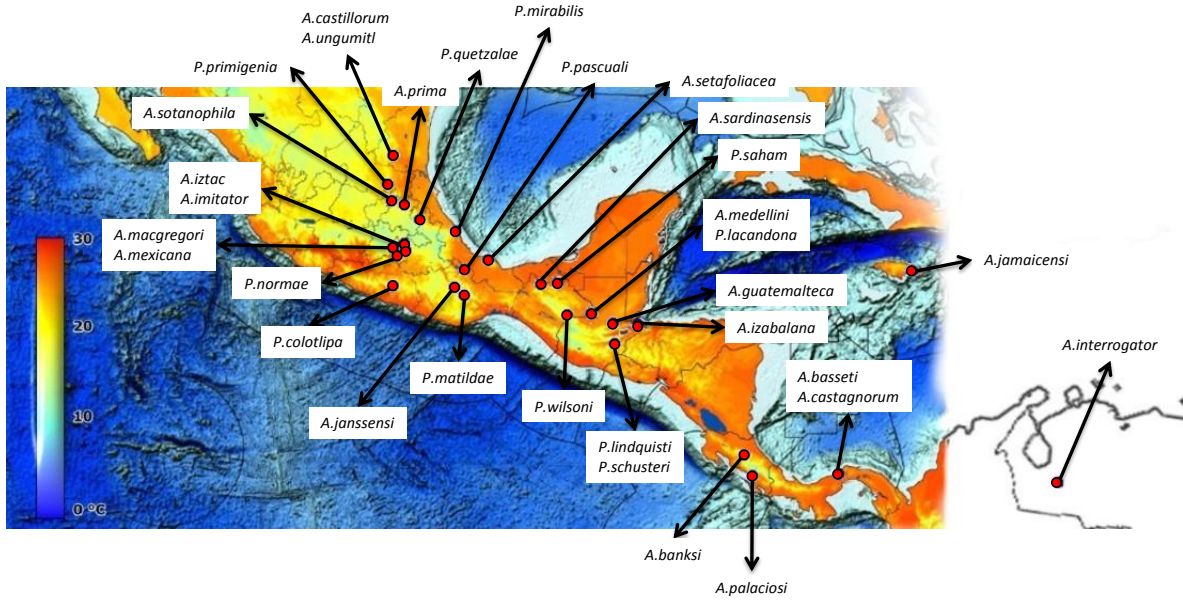 P.mirabilis
A.castillorum
A.ungumitl
P.quetzalae
P.primigenia
P.pascuali
A.setafoliacea
A.prima
A.sotanophila
A.sardinasensis
P.saham
A.iztac
A.imitator
A.medellini
P.lacandona
A.macgregori
A.mexicana
30
A.jamaicensi
P.normae
A.guatemalteca
20
A.izabalana
P.colotlipa
A.interrogator
P.matildae
A.basseti
A.castagnorum
P.wilsoni
10
A.janssensi
P.lindquisti
P.schusteri
0 °C
A.banksi
A.palaciosi